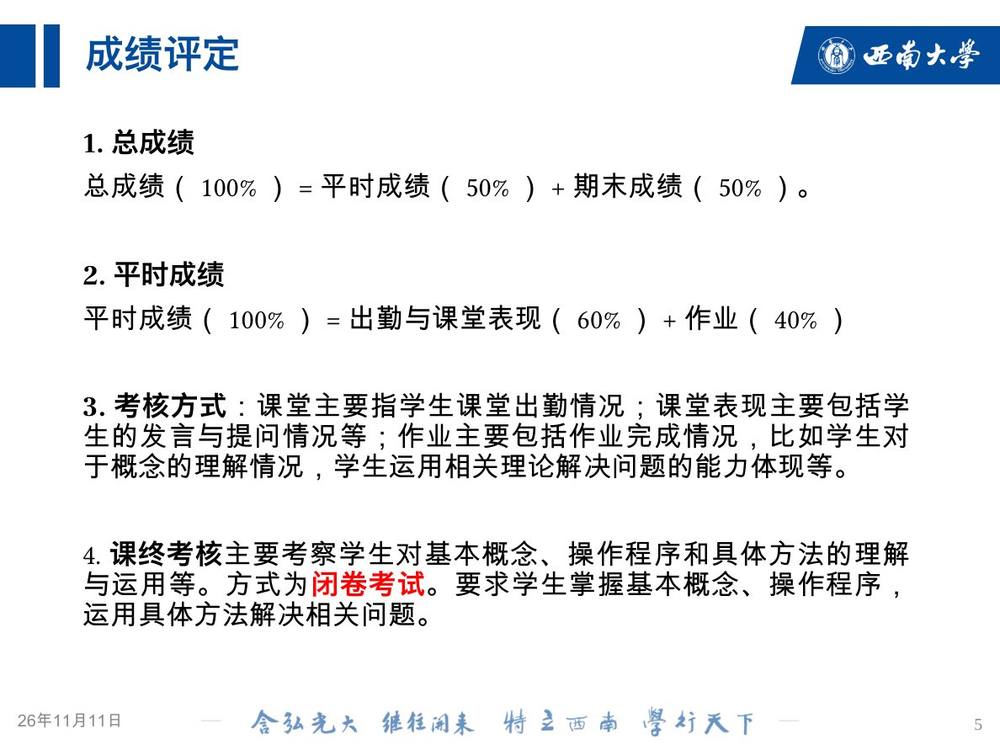 成绩评定
西南大学
1. 总成绩
总成绩（ 100% ） = 平时成绩（ 50% ） + 期末成绩（ 50% ）。
2. 平时成绩
平时成绩（ 100% ） = 出勤与课堂表现（ 60% ） + 作业（ 40% ）
3. 考核方式：课堂主要指学生课堂出勤情况；课堂表现主要包括学
生的发言与提问情况等；作业主要包括作业完成情况，比如学生对
于概念的理解情况，学生运用相关理论解决问题的能力体现等。
4. 课终考核主要考察学生对基本概念、操作程序和具体方法的理解
与运用等。方式为闭卷考试。要求学生掌握基本概念、操作程序，
运用具体方法解决相关问题。
26年11月11日
含弘光大 继往开来 特立西南 学行天下
5